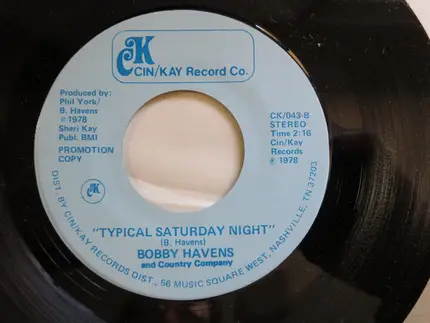 CK
CIN/KAY Record Co.
Produced by:
Phil York/
B. Havens
℗ 1978
Sheri Kay
Publ. BMI
PROMOTION
COPY
CK/043-B
STEREO
Time 2:16
Cin/Kay
Records
℗ 1978
CK
"TYPICAL SATURDAY NIGHT"
(B. Havens)
BOBBY HAVENS
and Country Company
DIST. BY CIN/KAY RECORDS DIST., 56 MUSIC SQUARE WEST, NASHVILLE, TN 37203